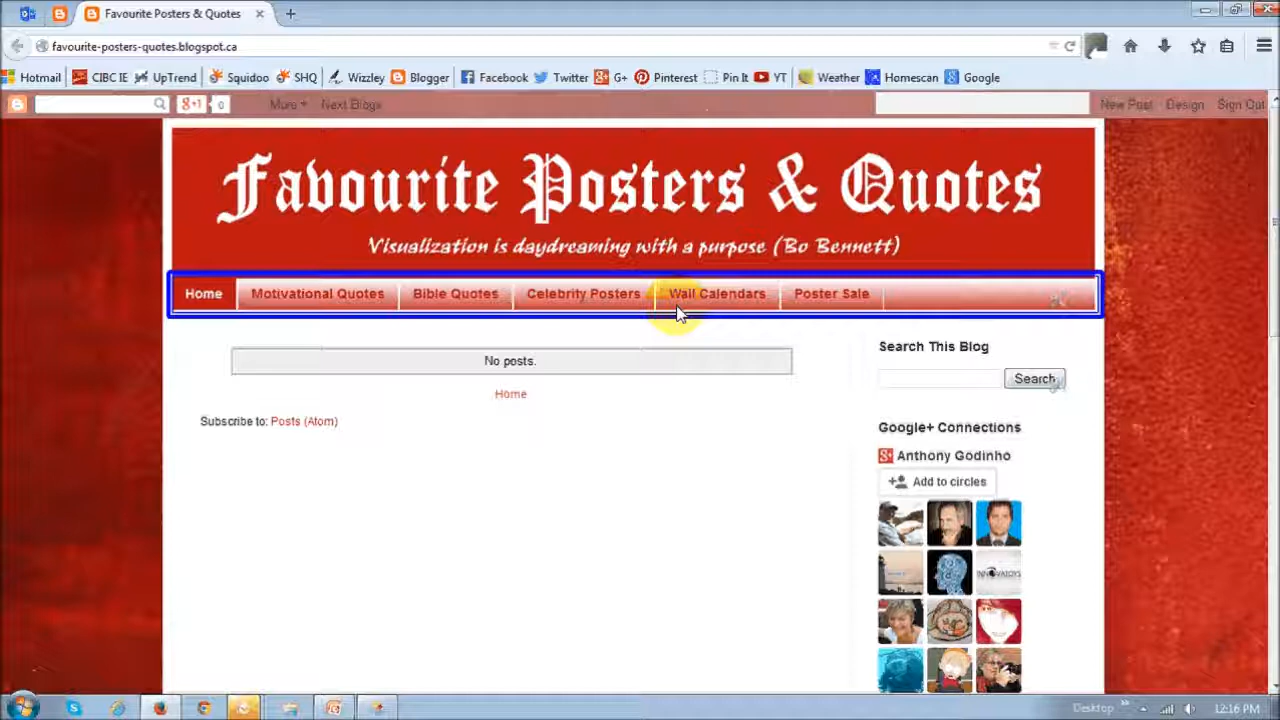 Favourite Posters & Quotes
favourite-posters-quotes.blogspot.ca
Hotmail CIBC IE UpTrend Squidoo SHQ Wizzley Blogger Facebook Twitter G+ Pinterest Pin It YT Weather Homescan Google
g+1 0 More Next Blog» New Post Design Sign Out
Favourite Posters & Quotes
Visualization is daydreaming with a purpose (Bo Bennett)
Home Motivational Quotes Bible Quotes Celebrity Posters Wall Calendars Poster Sale
No posts.
Home
Subscribe to: Posts (Atom)
Search This Blog
Search
Google+ Connections
Anthony Godinho
Add to circles
INNOVATOYS
Desktop 12:16 PM